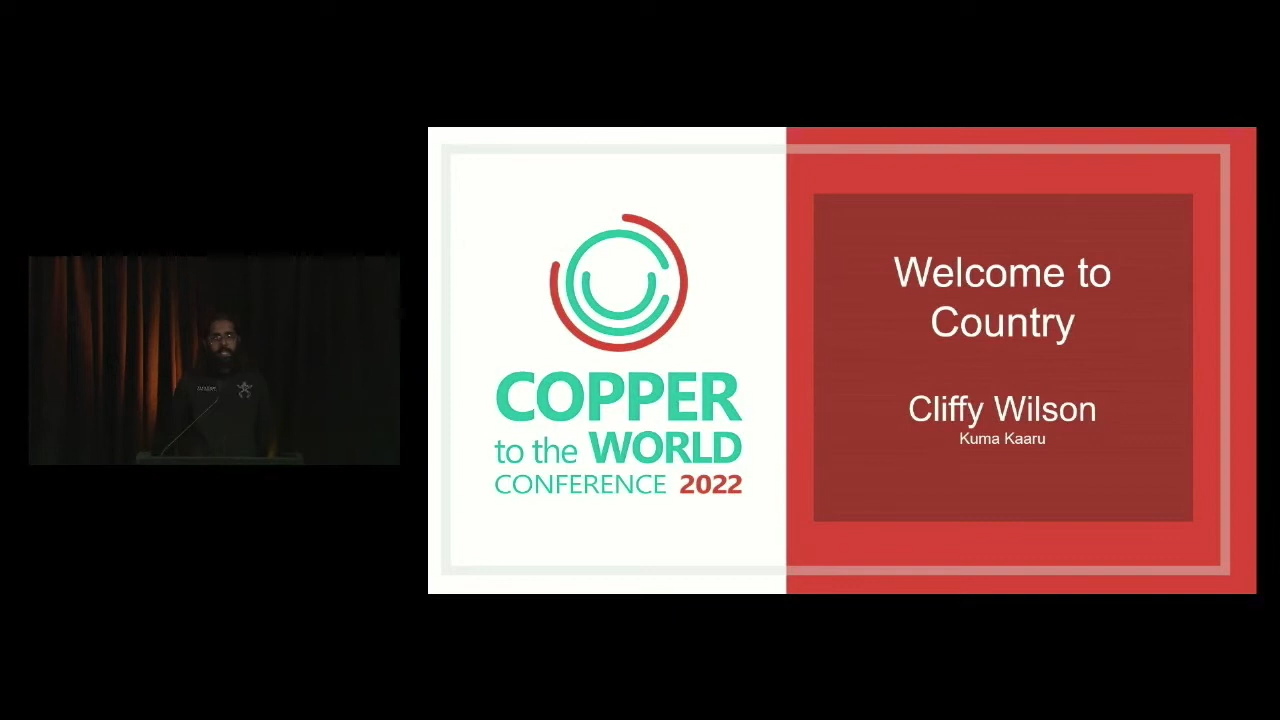 COPPER
to the WORLD
CONFERENCE 2022
Welcome to
Country
Cliffy Wilson
Kuma Kaaru